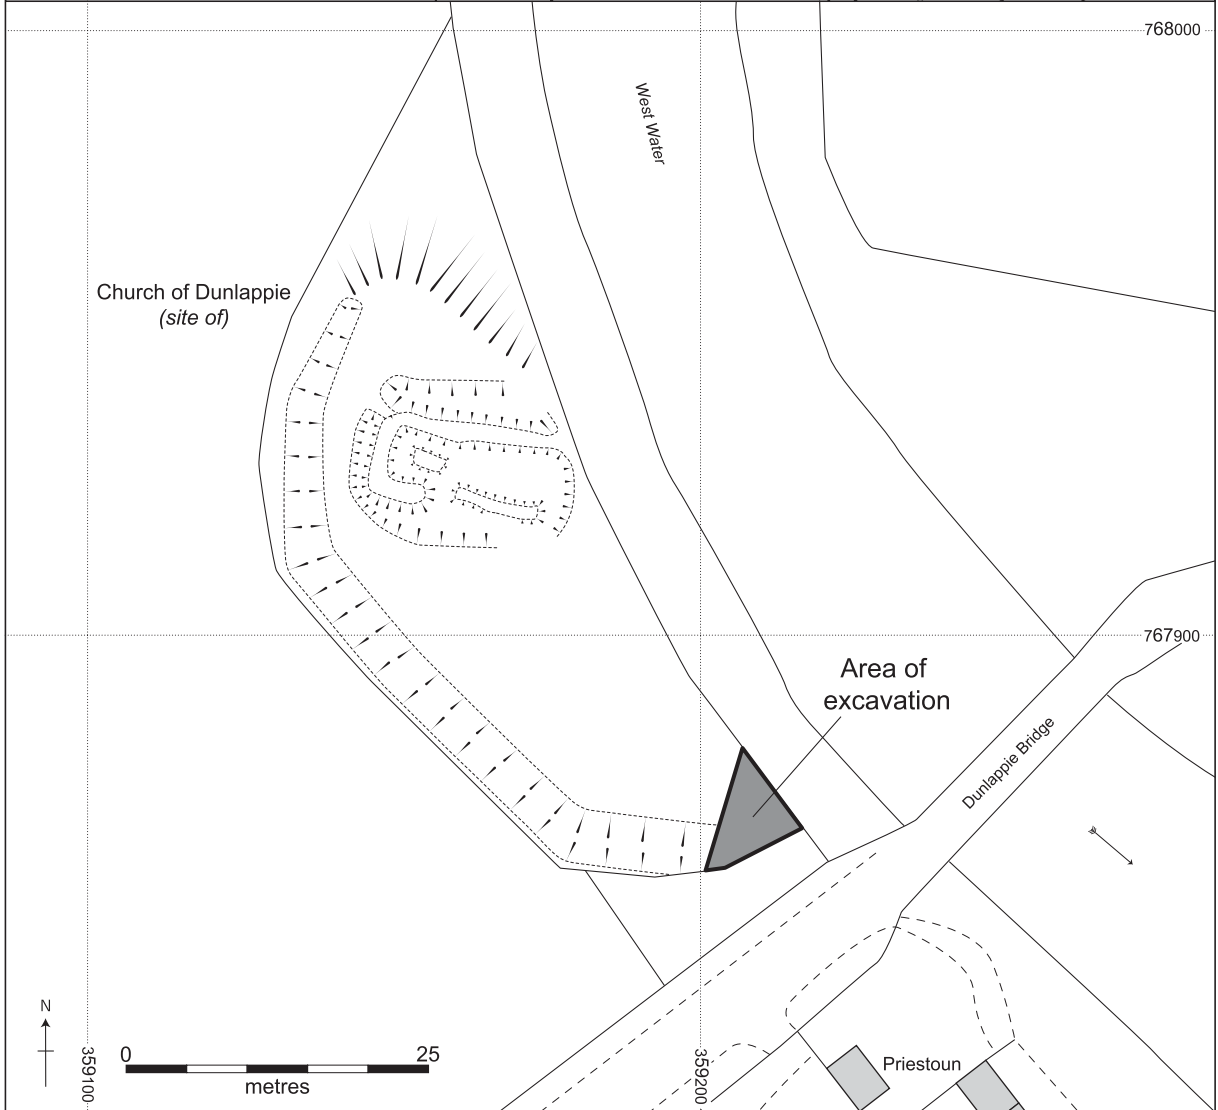 768000
West Water
Church of Dunlappie
(site of)
767900
Area of
excavation
Dunlappie Bridge
N
359100
0
25
metres
359200
Priestoun